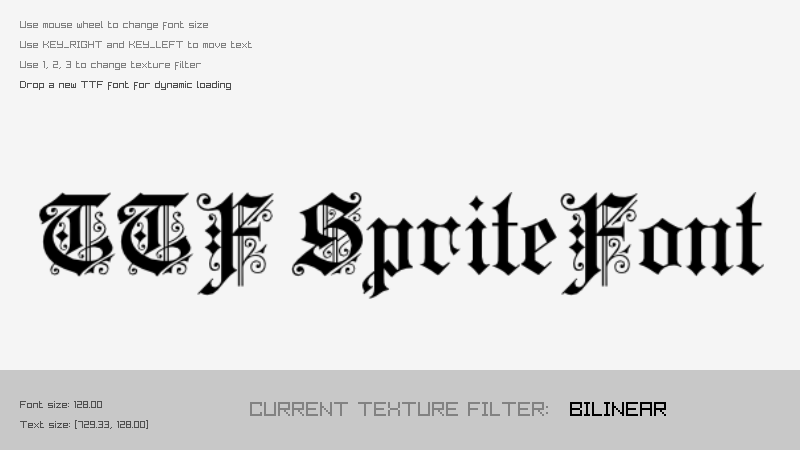 Use mouse wheel to change font size
Use KEY_RIGHT and KEY_LEFT to move text
Use 1, 2, 3 to change texture filter
Drop a new TTF font for dynamic loading
TTF SpriteFont
Font size: 128.00
Text size: [729.33, 128.00]
CURRENT TEXTURE FILTER: BILINEAR